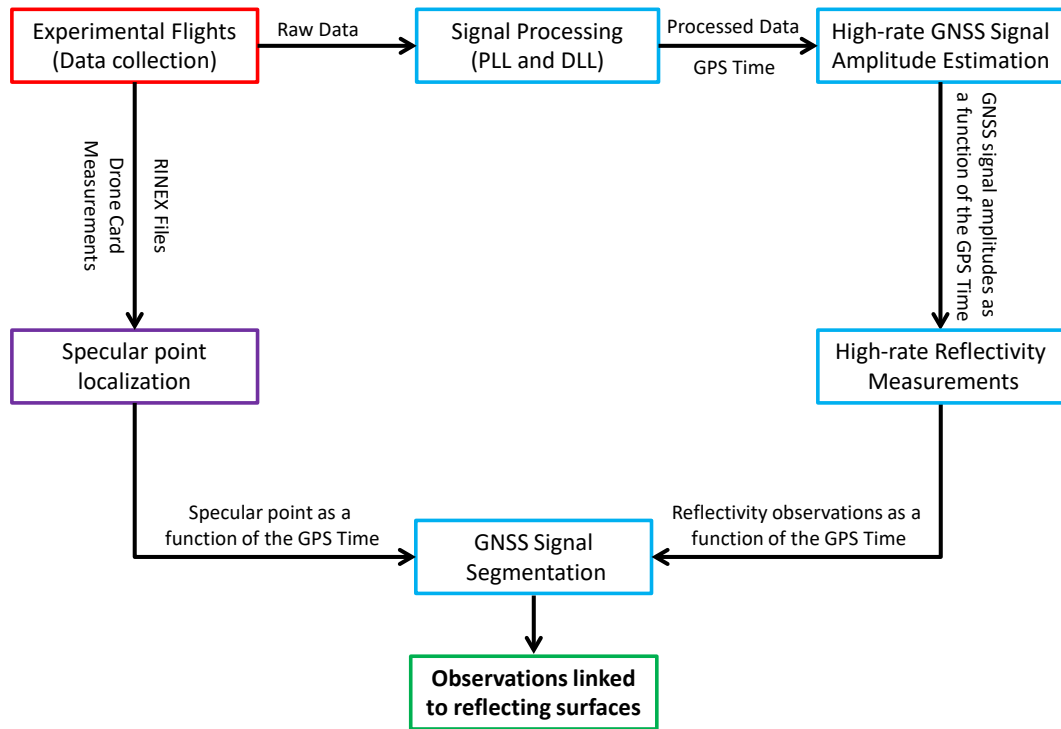 Experimental Flights
(Data collection)
Raw Data
Signal Processing
(PLL and DLL)
Processed Data
GPS Time
High-rate GNSS Signal
Amplitude Estimation
RINEX Files
Drone Card
Measurements
GNSS signal amplitudes as
a function of the GPS Time
Specular point
localization
High-rate Reflectivity
Measurements
Specular point as a
function of the GPS Time
GNSS Signal
Segmentation
Reflectivity observations as a
function of the GPS Time
Observations linked
to reflecting surfaces